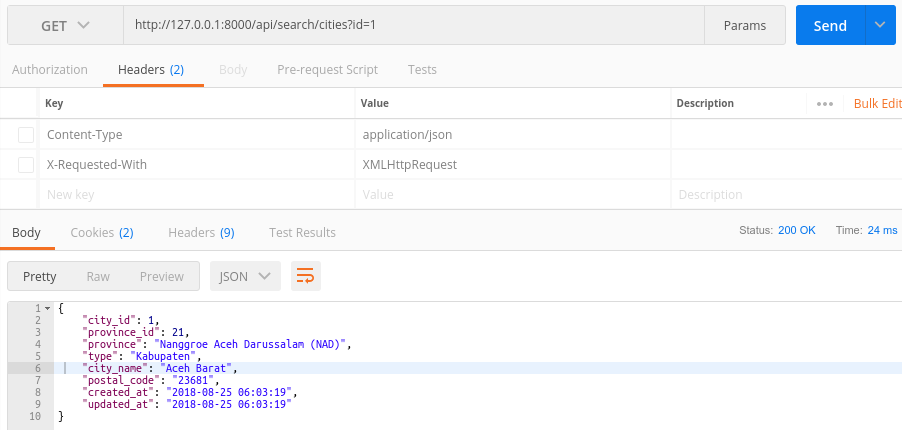 GET http://127.0.0.1:8000/api/search/cities?id=1 Params Send
Authorization Headers (2) Body Pre-request Script Tests
Key Value Description ••• Bulk Edit
Content-Type application/json
X-Requested-With XMLHttpRequest
New key Value Description
Body Cookies (2) Headers (9) Test Results Status: 200 OK Time: 24 ms
Pretty Raw Preview JSON
1 {
2 "city_id": 1,
3 "province_id": 21,
4 "province": "Nanggroe Aceh Darussalam (NAD)",
5 "type": "Kabupaten",
6 "city_name": "Aceh Barat",
7 "postal_code": "23681",
8 "created_at": "2018-08-25 06:03:19",
9 "updated_at": "2018-08-25 06:03:19"
10 }